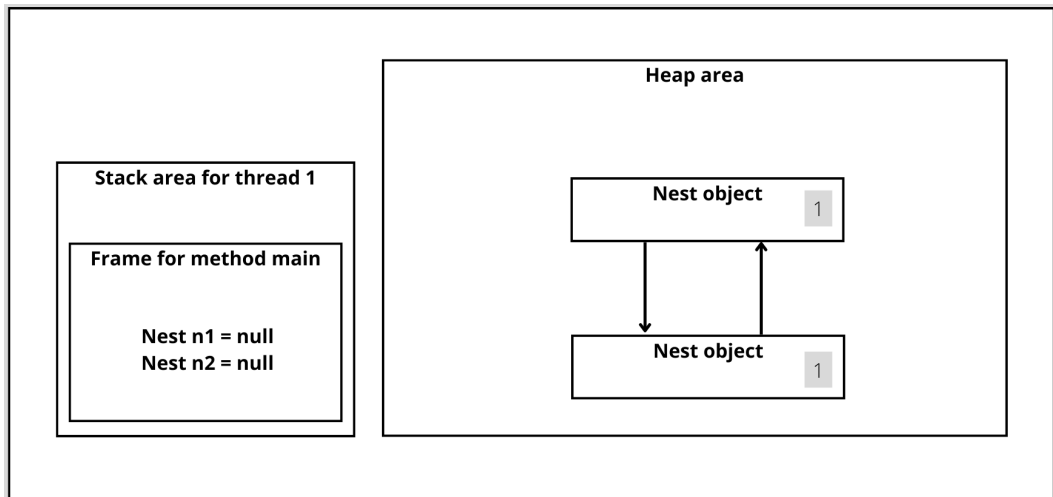 Heap area
Stack area for thread 1
Nest object
1
Frame for method main
Nest n1 = null
Nest n2 = null
Nest object
1